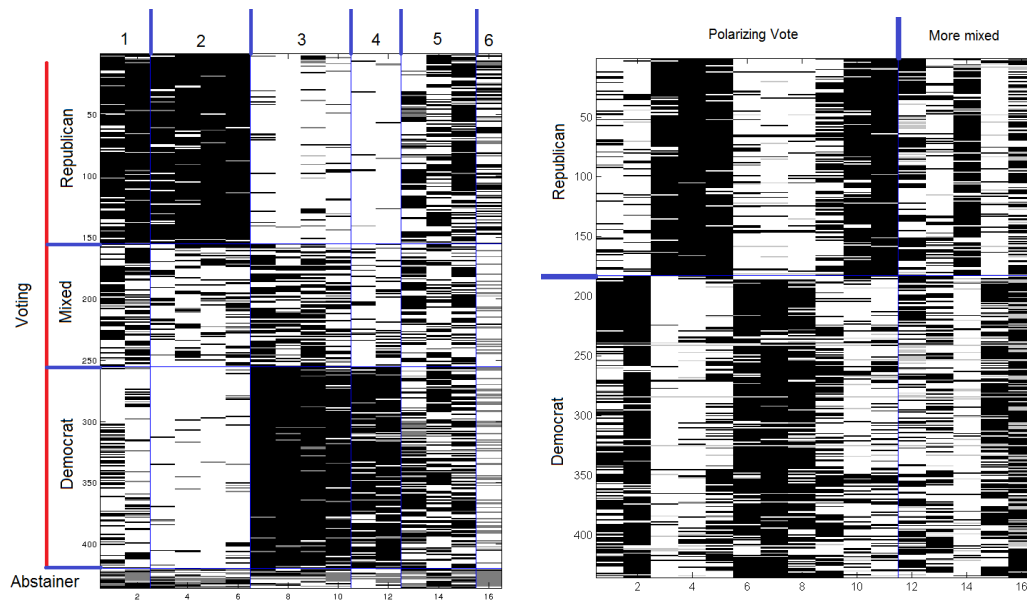 1 2 3 4 5 6
Polarizing Vote More mixed
50
100
150
200
250
300
350
400
Voting
Republican
Mixed
Democrat
Abstainer
2 4 6 8 10 12 14 16
50
100
150
200
250
300
350
400
Republican
Democrat
2 4 6 8 10 12 14 16